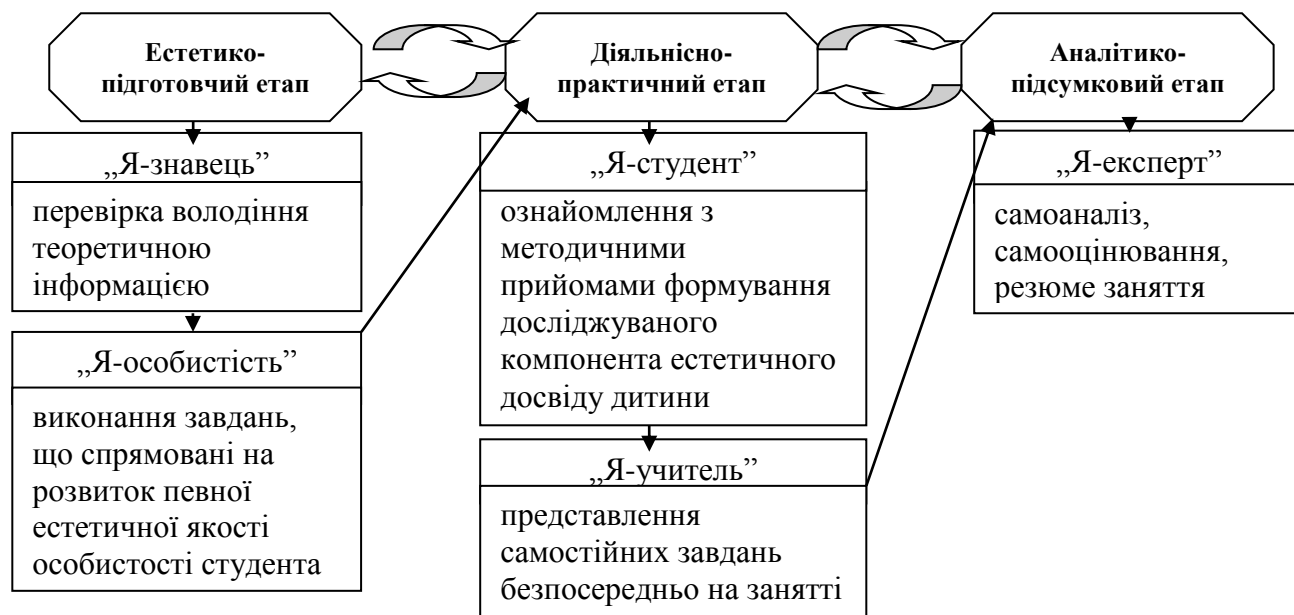 Естетико-
підготовчий етап
„Я-знавець”
перевірка володіння
теоретичною
інформацією
„Я-особистість”
виконання завдань,
що спрямовані на
розвиток певної
естетичної якості
особистості студента
Діяльнісно-
практичний етап
„Я-студент”
ознайомлення з
методичними
прийомами формування
досліджуваного
компонента естетичного
досвіду дитини
„Я-учитель”
представлення
самостійних завдань
безпосередньо на занятті
Аналітико-
підсумковий етап
„Я-експерт”
самоаналіз,
самооцінювання,
резюме заняття